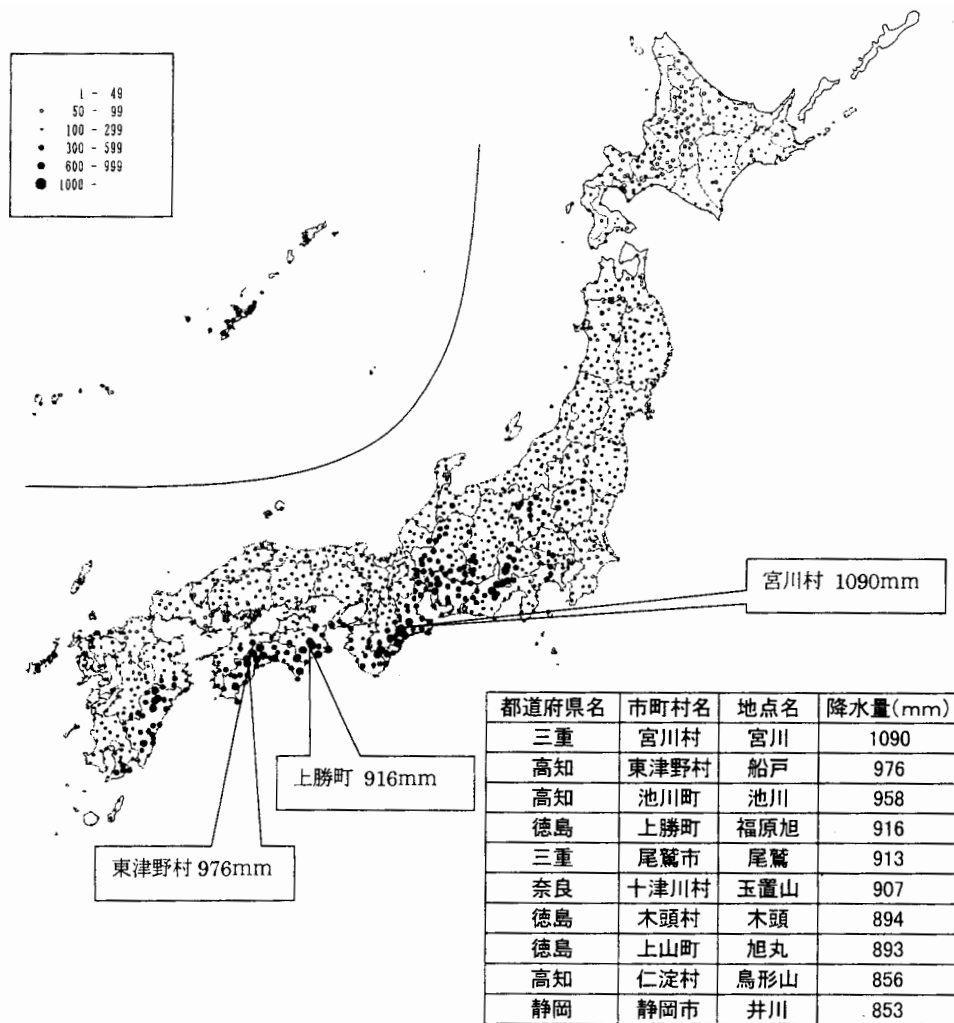 1 - 49
50 - 99
100 - 299
300 - 599
600 - 999
1000 -
宮川村 1090mm
上勝町 916mm
東津野村 976mm
都道府県名 市町村名 地点名 降水量(mm)
三重 宮川村 宮川 1090
高知 東津野村 船戸 976
高知 池川町 池川 958
徳島 上勝町 福原旭 916
三重 尾鷲市 尾鷲 913
奈良 十津川村 玉置山 907
徳島 木頭村 木頭 894
徳島 上山町 旭丸 893
高知 仁淀村 鳥形山 856
静岡 静岡市 井川 853